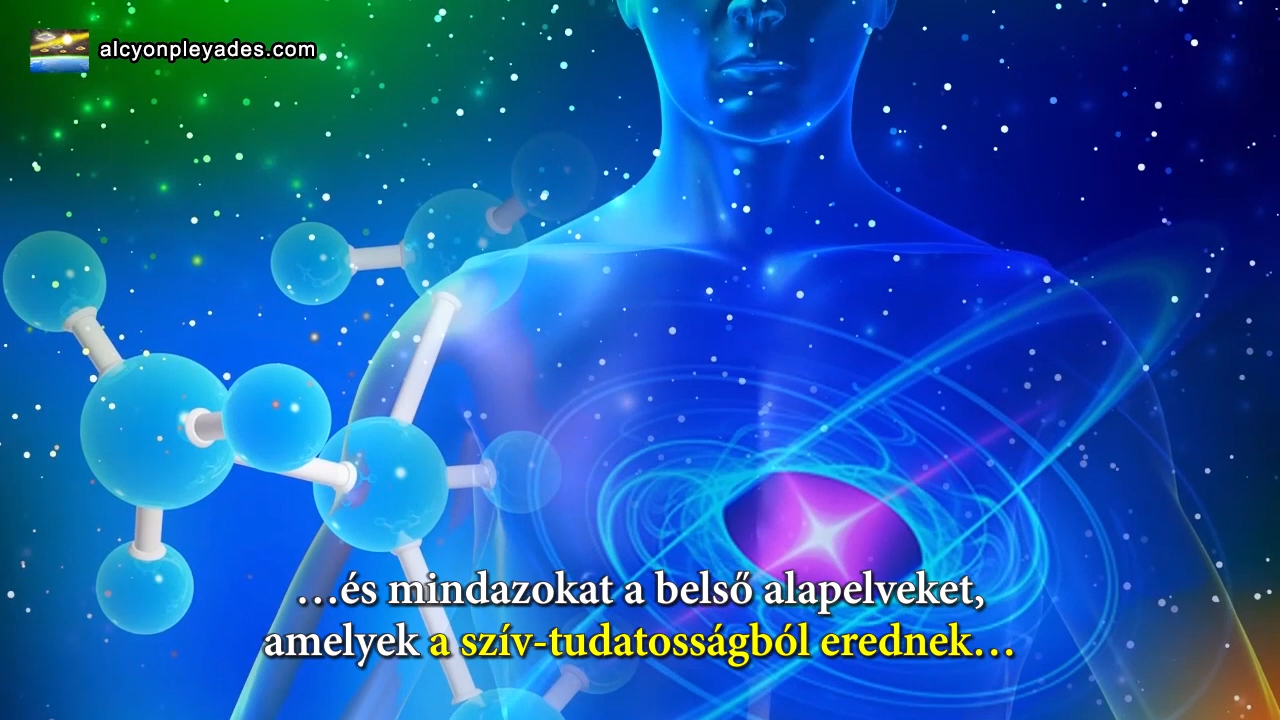 alcyonpleyades.com
…és mindazokat a belső alapelveket,
amelyek a szív-tudatosságból erednek…